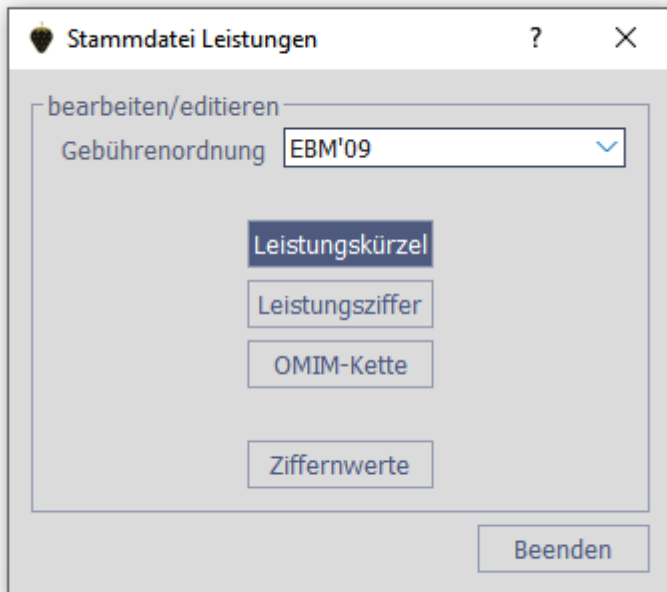 Stammdatei Leistungen ?
bearbeiten/editieren
Gebührenordnung EBM'09
Leistungskürzel
Leistungsziffer
OMIM-Kette
Ziffernwerte
Beenden